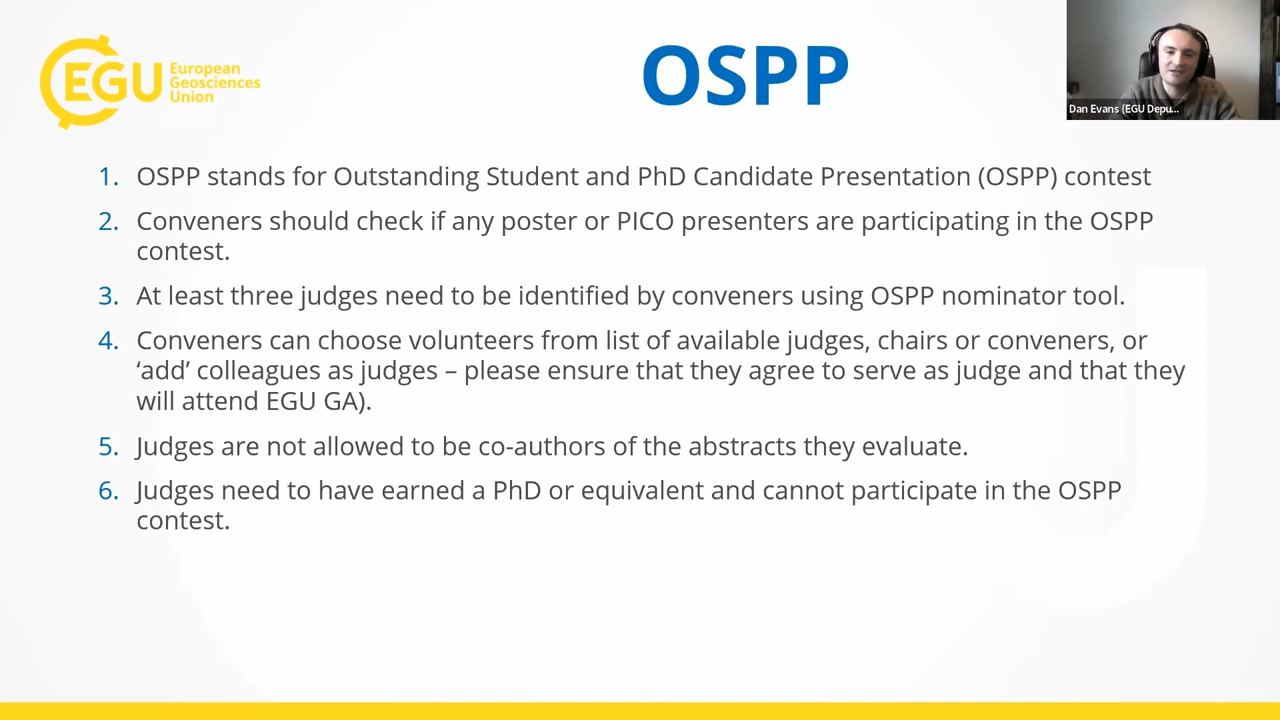 EGU
European
Geosciences
Union
OSPP
Dan Evans (EGU Depu...
1. OSPP stands for Outstanding Student and PhD Candidate Presentation (OSPP) contest
2. Conveners should check if any poster or PICO presenters are participating in the OSPP
contest.
3. At least three judges need to be identified by conveners using OSPP nominator tool.
4. Conveners can choose volunteers from list of available judges, chairs or conveners, or
‘add’ colleagues as judges – please ensure that they agree to serve as judge and that they
will attend EGU GA).
5. Judges are not allowed to be co-authors of the abstracts they evaluate.
6. Judges need to have earned a PhD or equivalent and cannot participate in the OSPP
contest.